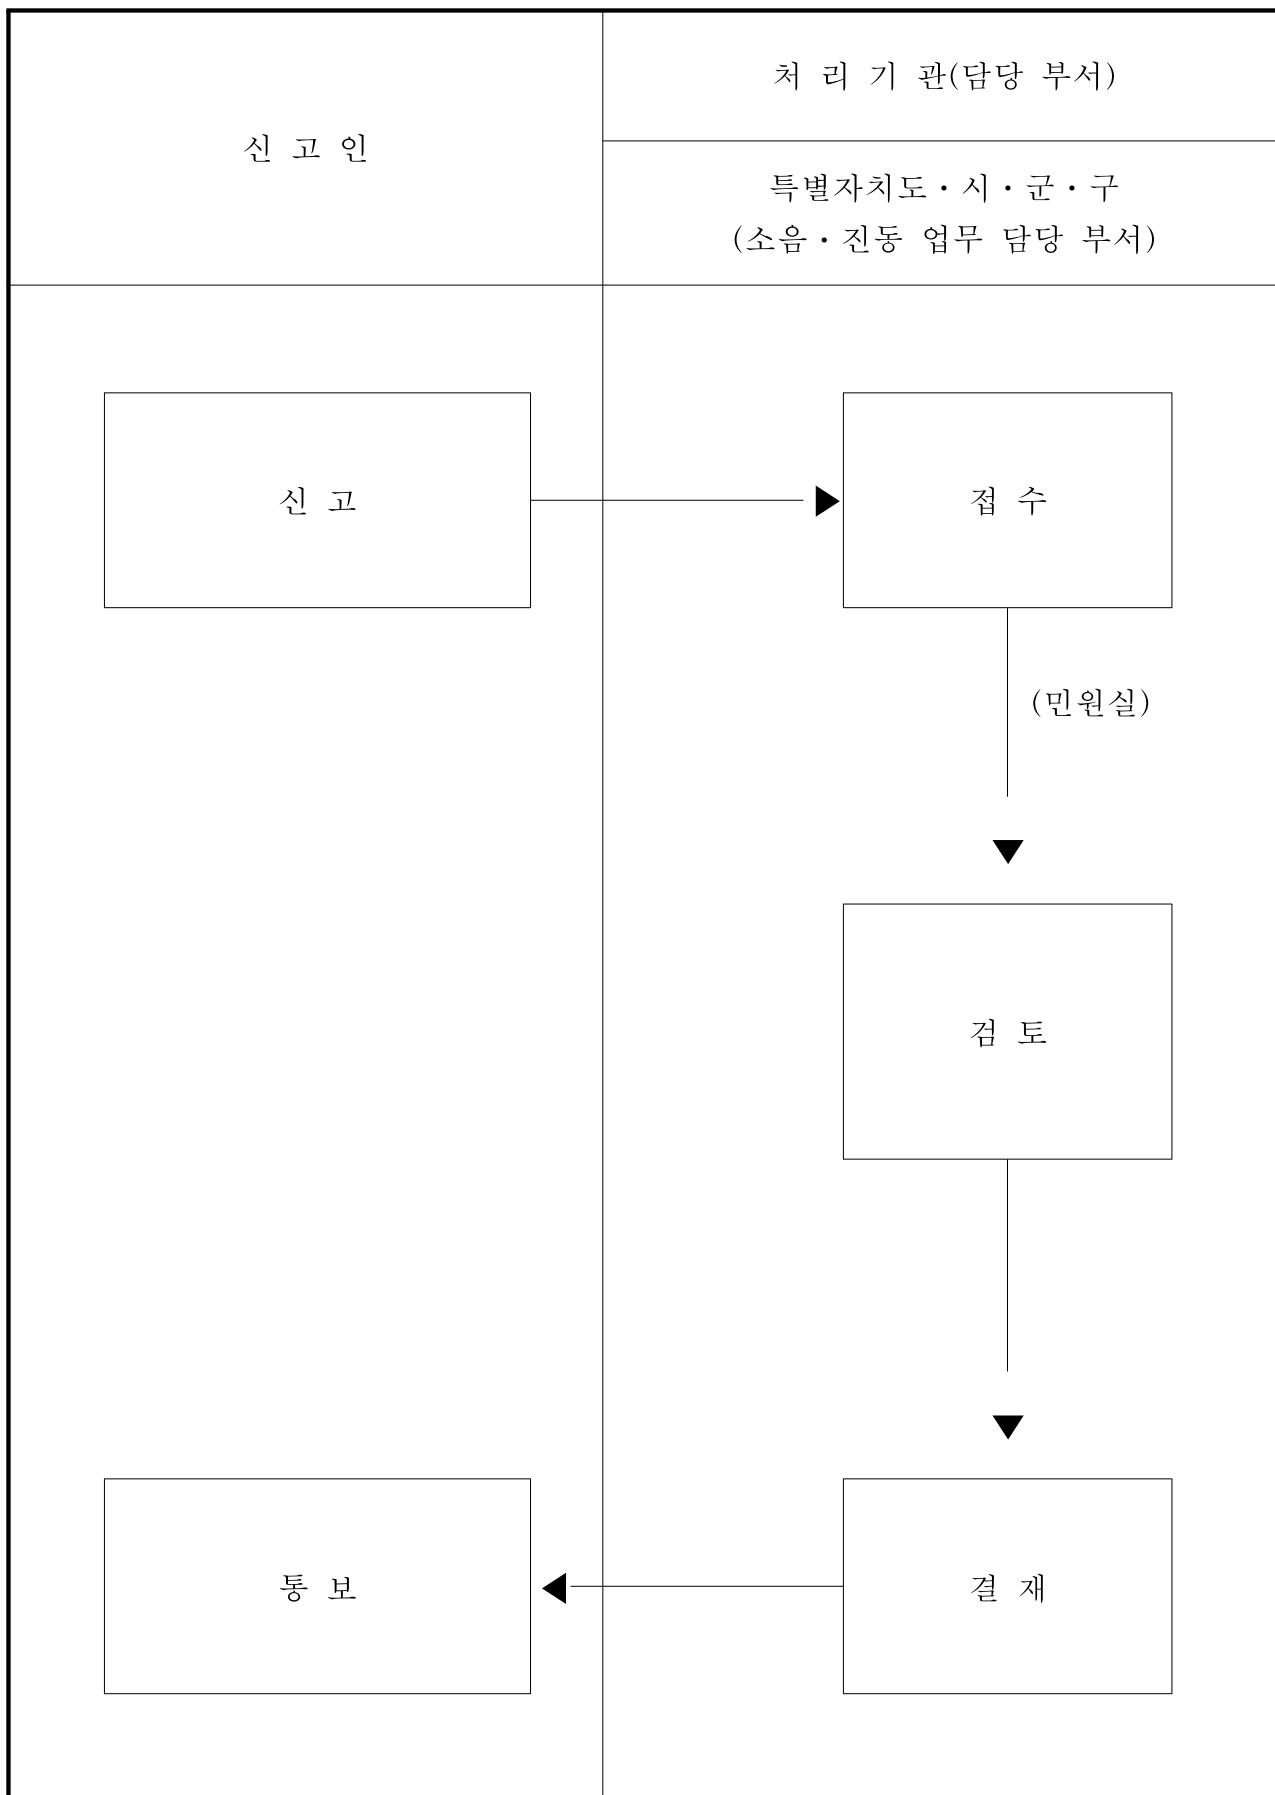 신 고 인
처 리 기 관(담당 부서)
특별자치도·시·군·구
(소음·진동 업무 담당 부서)
신 고
접 수
(민원실)
검 토
통 보
결 재